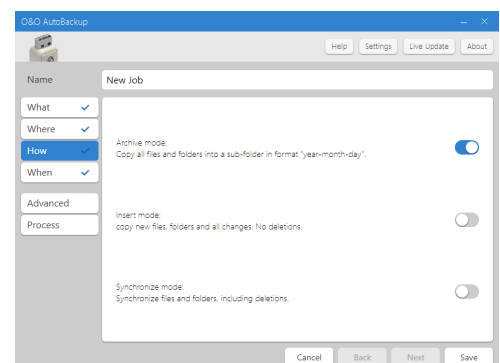 O&O AutoBackup
Help Settings Live Update About
Name New Job
What
Where
How
When
Advanced
Process
Archive mode:
Copy all files and folders into a sub-folder in format "year-month-day".
Insert mode:
copy new files, folders and all changes. No deletions.
Synchronize mode:
Synchronize files and folders, including deletions.
Cancel Back Next Save